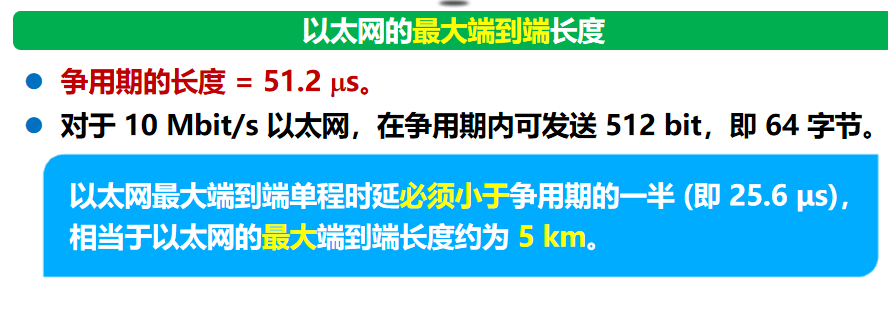 以太网的最大端到端长度
争用期的长度 = 51.2 μs。
对于 10 Mbit/s 以太网，在争用期内可发送 512 bit，即 64 字节。
以太网最大端到端单程时延必须小于争用期的一半 (即 25.6 μs)，
相当于以太网的最大端到端长度约为 5 km。